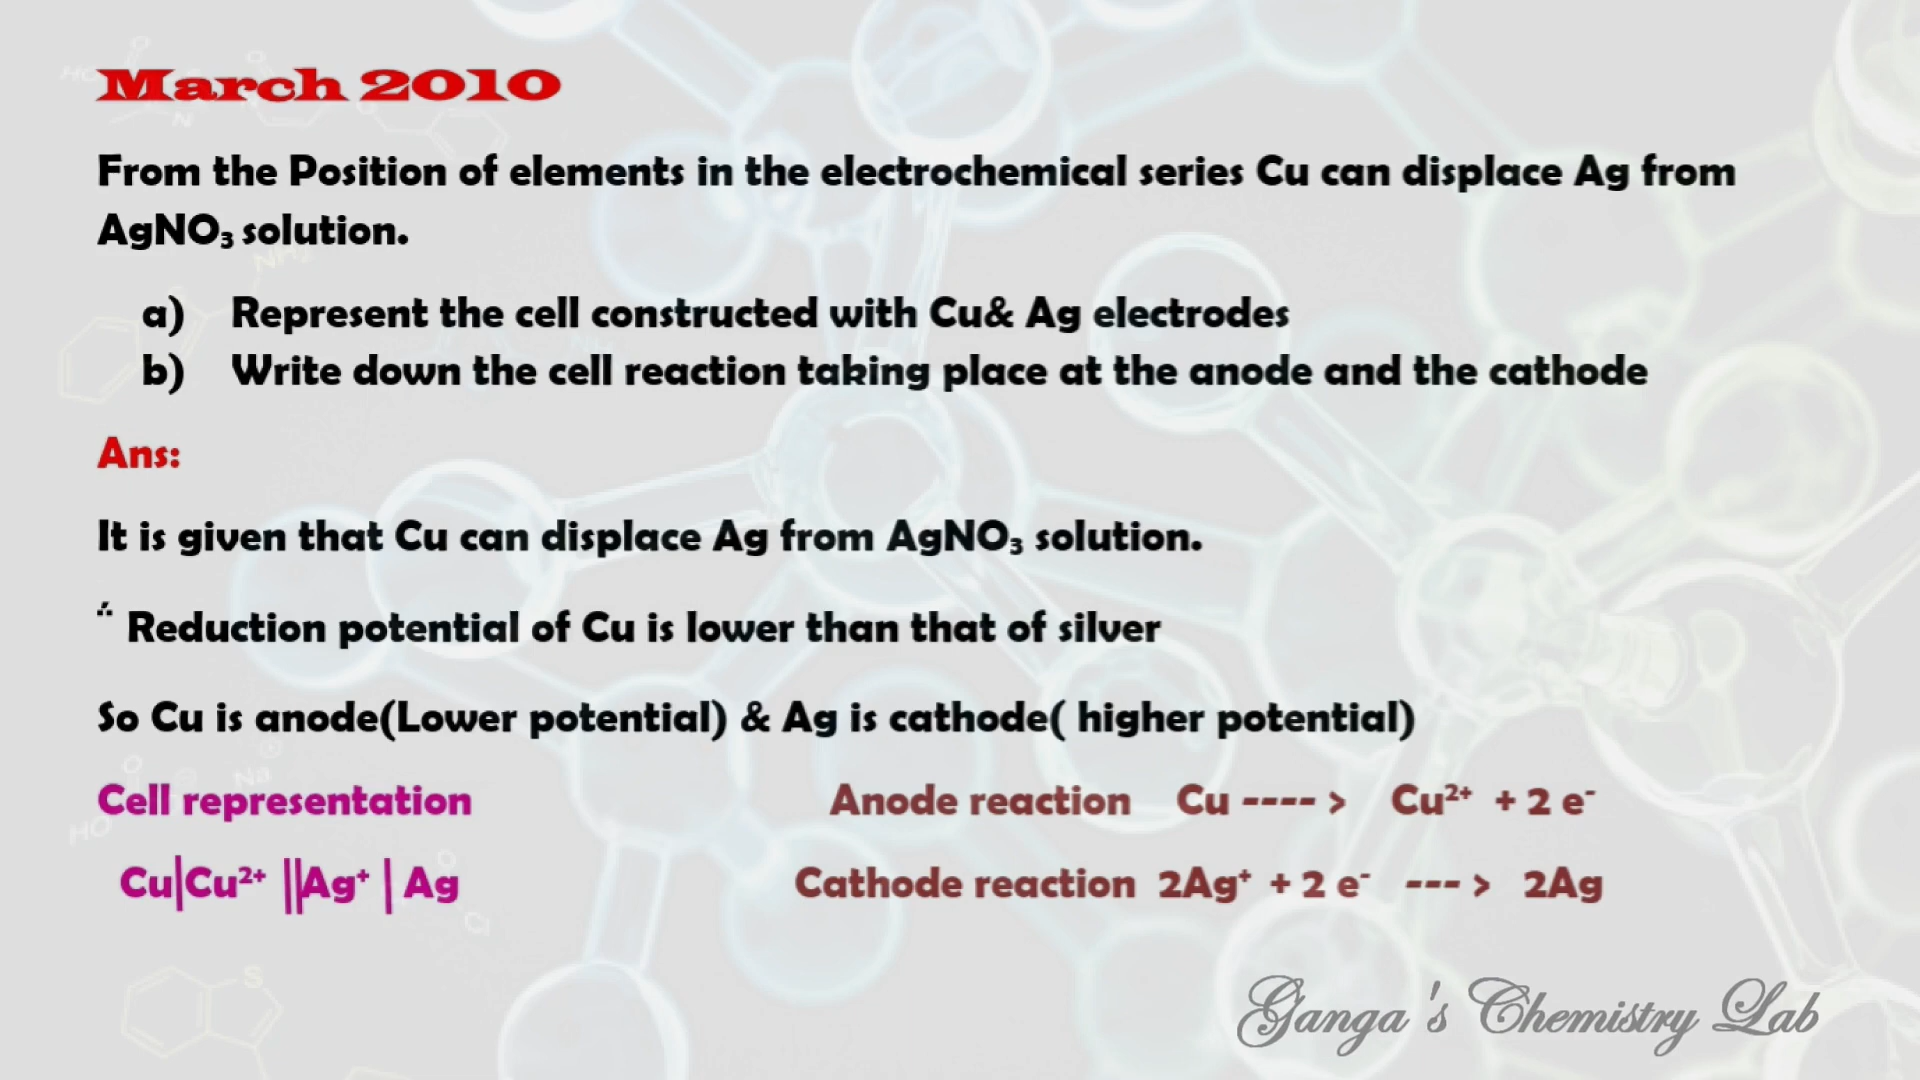 March 2010
From the Position of elements in the electrochemical series Cu can displace Ag from
AgNO₃ solution.
a) Represent the cell constructed with Cu& Ag electrodes
b) Write down the cell reaction taking place at the anode and the cathode
Ans:
It is given that Cu can displace Ag from AgNO₃ solution.
∴ Reduction potential of Cu is lower than that of silver
So Cu is anode(Lower potential) & Ag is cathode( higher potential)
Cell representation Anode reaction Cu ---- > Cu²⁺ + 2 e⁻
Cu|Cu²⁺ ||Ag⁺ | Ag Cathode reaction 2Ag⁺ + 2 e⁻ --- > 2Ag
Ganga's Chemistry Lab